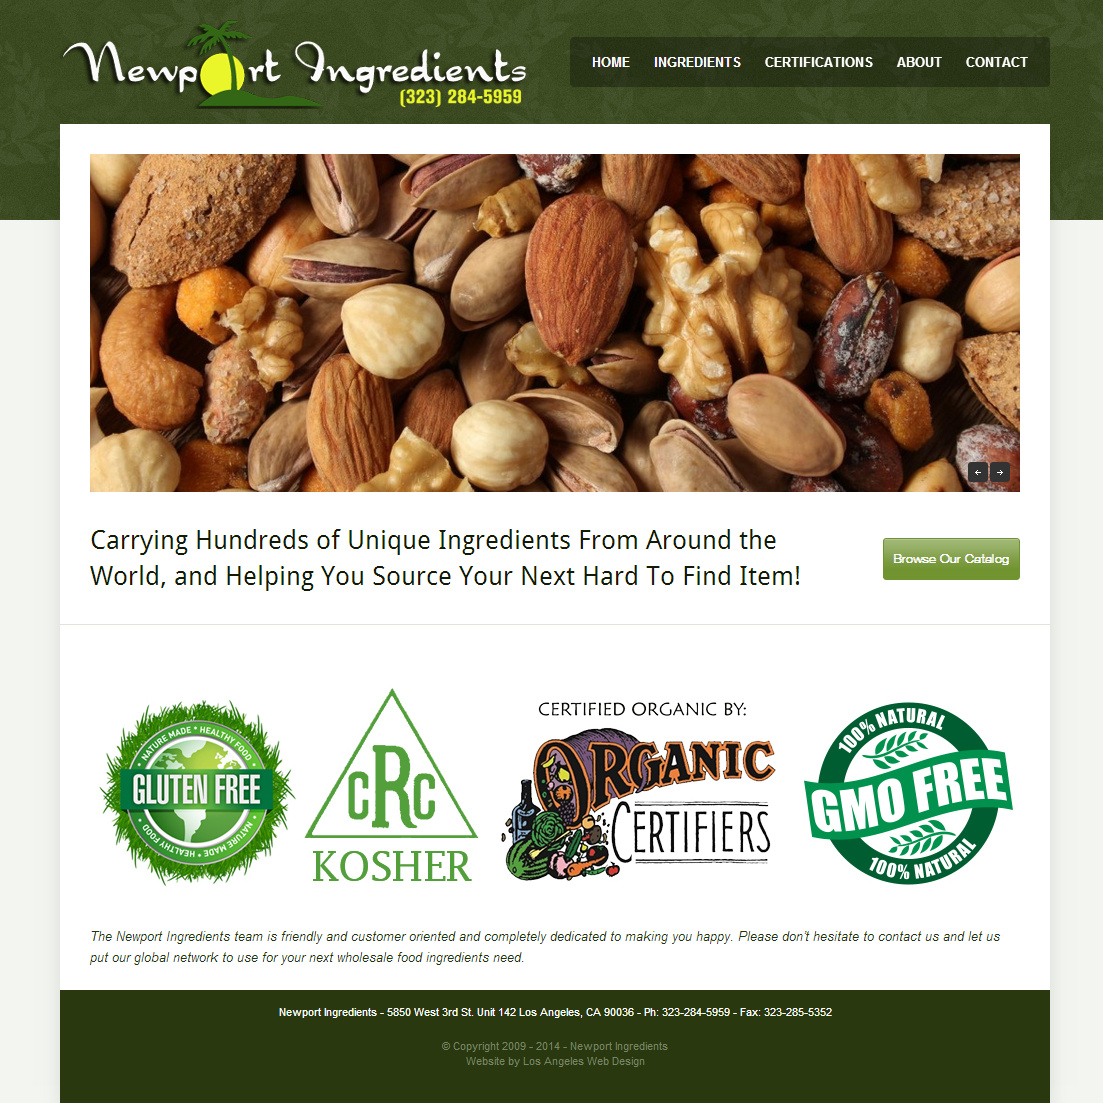 Newport Ingredients
(323) 284-5959
HOME INGREDIENTS CERTIFICATIONS ABOUT CONTACT
Carrying Hundreds of Unique Ingredients From Around the
World, and Helping You Source Your Next Hard To Find Item!
Browse Our Catalog
NATURE MADE * HEALTHY FOOD
GLUTEN FREE
NATURE MADE * HEALTHY FOOD
CRC
KOSHER
CERTIFIED ORGANIC BY:
ORGANIC
CERTIFIERS
100% NATURAL
GMO FREE
100% NATURAL
The Newport Ingredients team is friendly and customer oriented and completely dedicated to making you happy. Please don't hesitate to contact us and let us
put our global network to use for your next wholesale food ingredients need.
Newport Ingredients - 5850 West 3rd St. Unit 142 Los Angeles, CA 90036 - Ph: 323-284-5959 - Fax: 323-285-5352
© Copyright 2009 - 2014 - Newport Ingredients
Website by Los Angeles Web Design